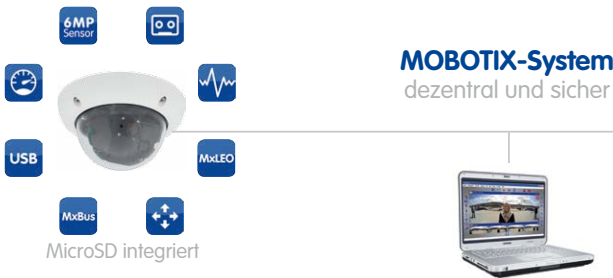 6MP
Sensor
MOBOTIX-System
dezentral und sicher
USB
MxLEO
MxBus
MicroSD integriert